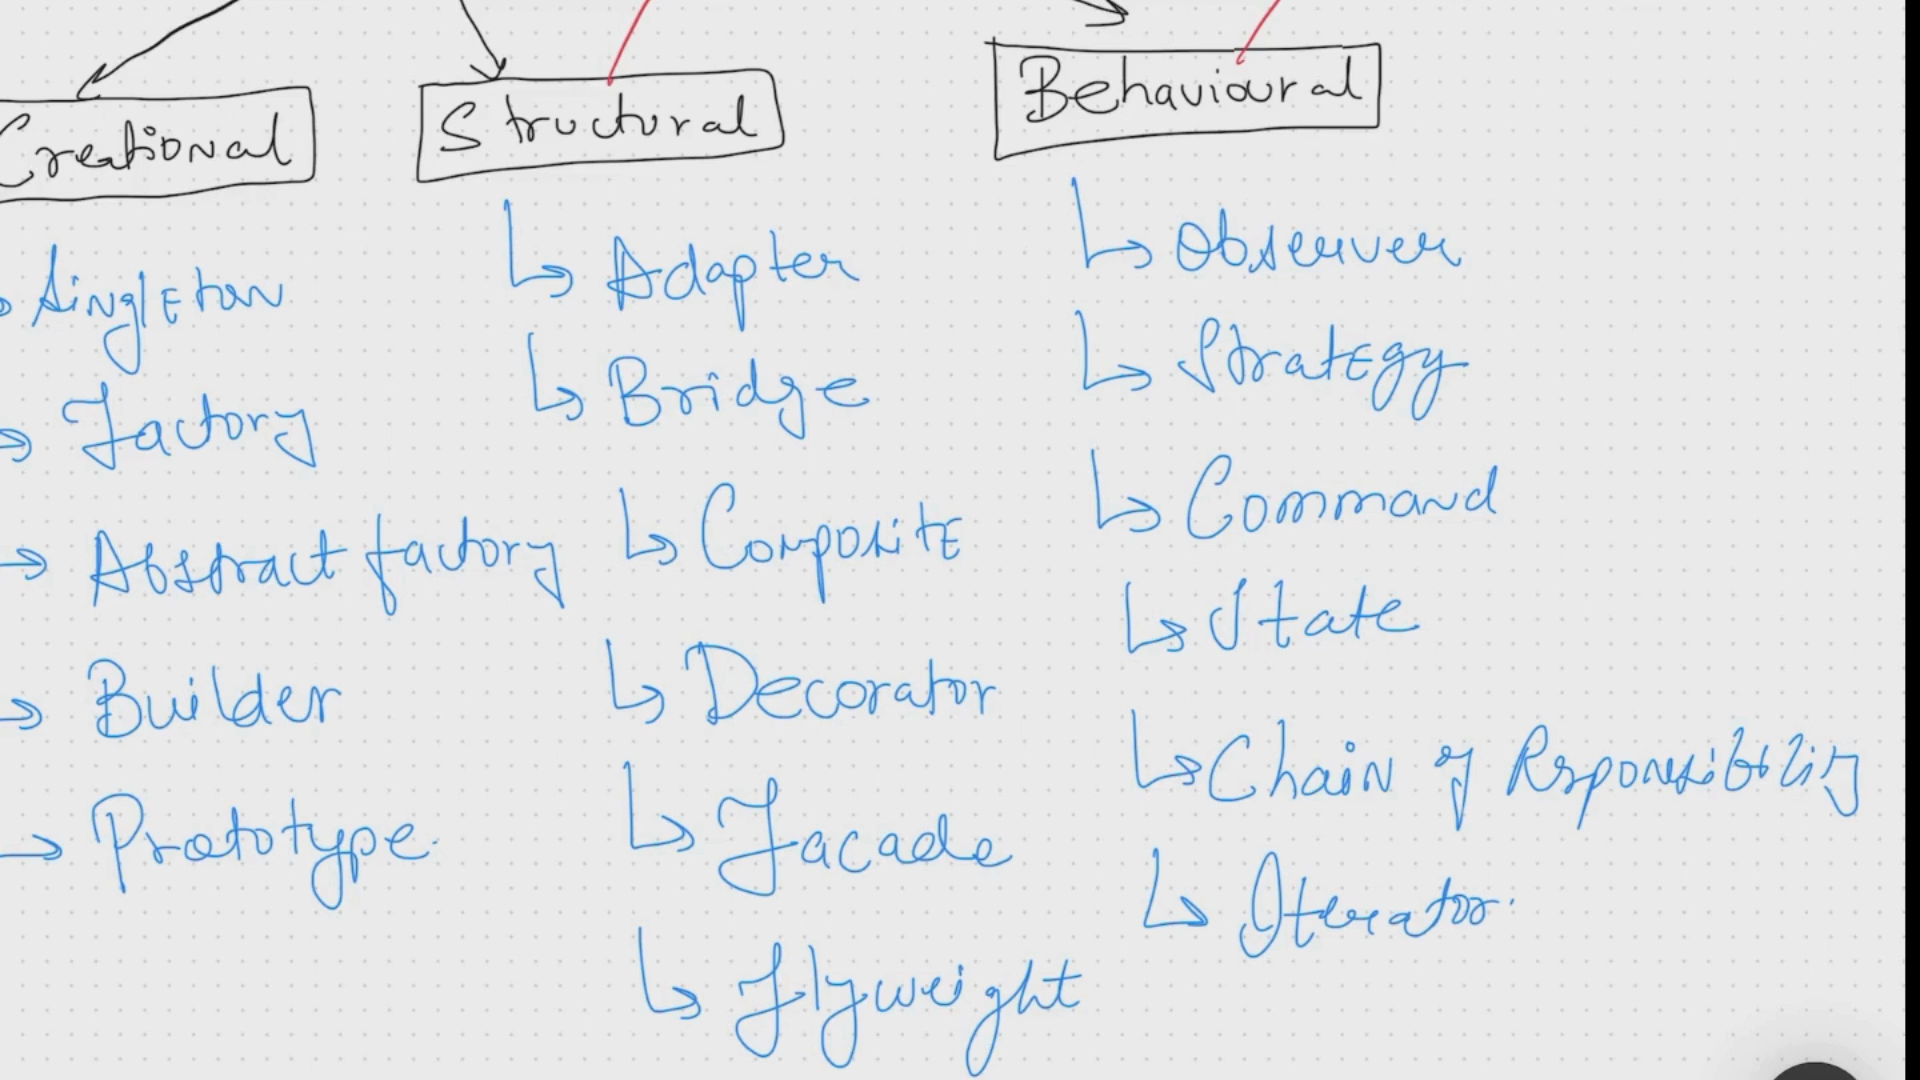 Creational
Singleton
Factory
Abstract factory
Builder
Prototype
Structural
Adapter
Bridge
Composite
Decorator
Facade
Flyweight
Behavioural
Observer
Strategy
Command
State
Chain of Rsponsibility
Iterator